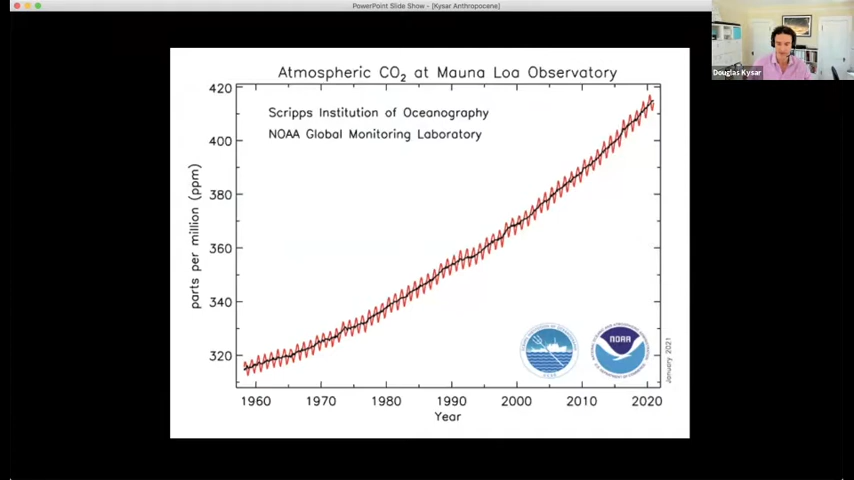 PowerPoint Slide Show - [Kysar Anthropocene]
Douglas Kysar
Atmospheric CO2 at Mauna Loa Observatory
Scripps Institution of Oceanography
NOAA Global Monitoring Laboratory
parts per million (ppm)
420
400
380
360
340
320
1960 1970 1980 1990 2000 2010 2020
Year
NOAA
January 2021